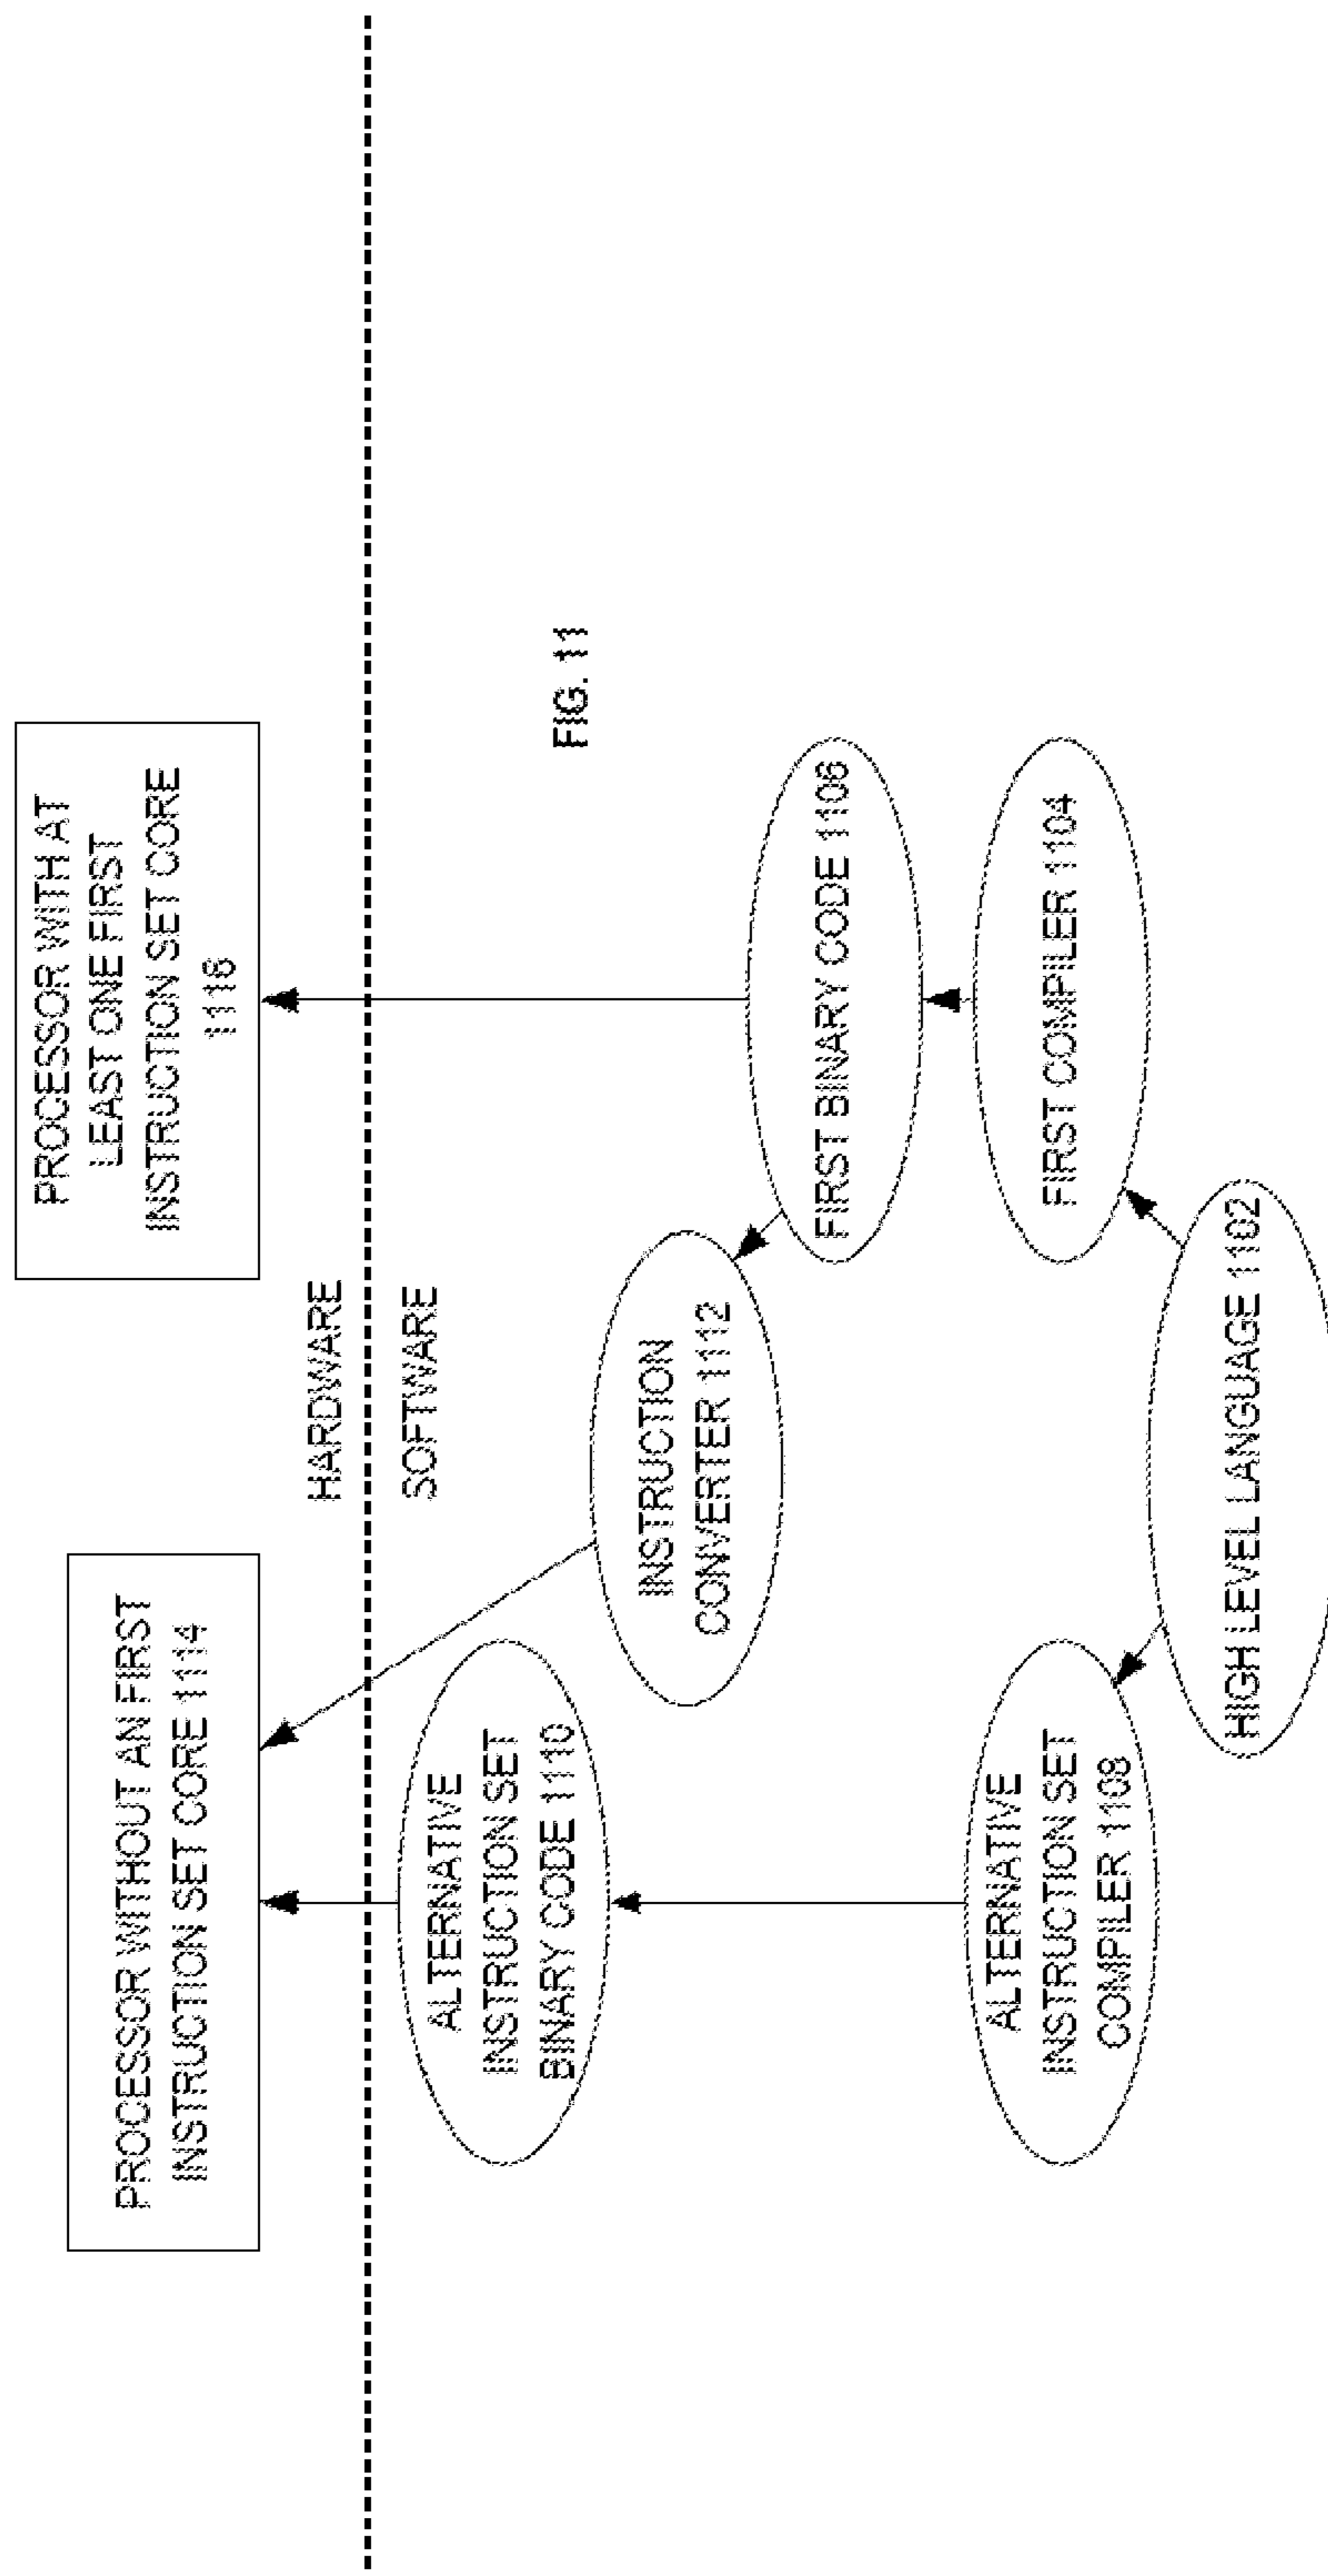 PROCESSOR WITHOUT AN FIRST
INSTRUCTION SET CORE 1114
PROCESSOR WITH AT
LEAST ONE FIRST
INSTRUCTION SET CORE
1116
HARDWARE
SOFTWARE
ALTERNATIVE
INSTRUCTION SET
BINARY CODE 1110
INSTRUCTION
CONVERTER 1112
FIG. 11
FIRST BINARY CODE 1106
ALTERNATIVE
INSTRUCTION SET
COMPILER 1108
FIRST COMPILER 1104
HIGH LEVEL LANGUAGE 1102